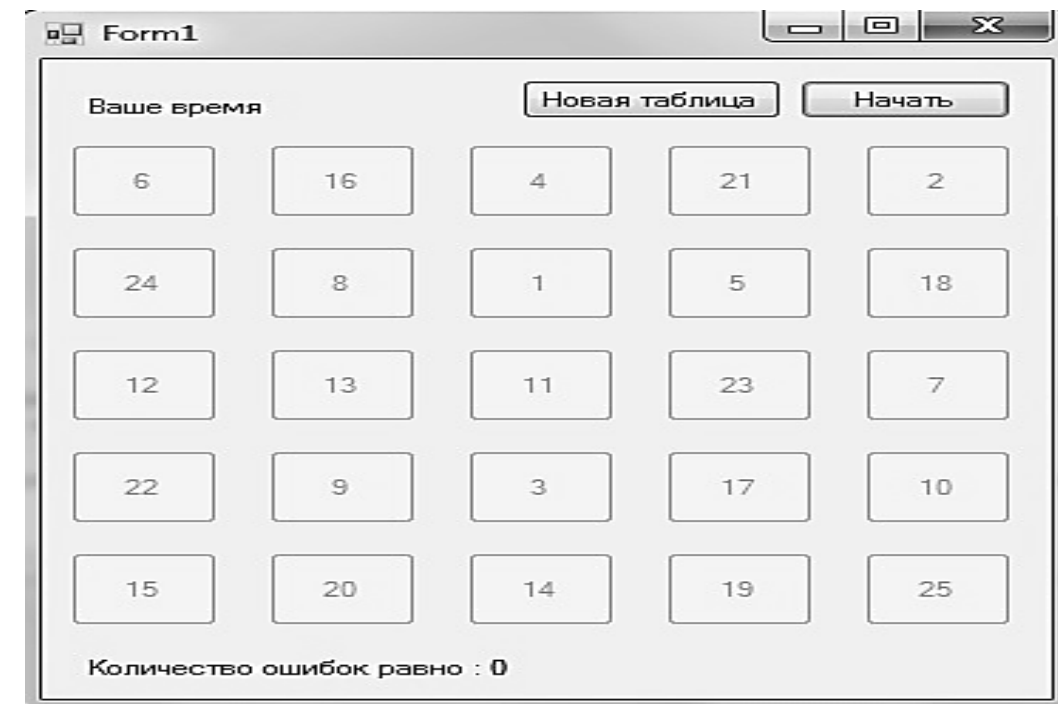 Form1
Ваше время Новая таблица Начать
6 16 4 21 2
24 8 1 5 18
12 13 11 23 7
22 9 3 17 10
15 20 14 19 25
Количество ошибок равно : 0